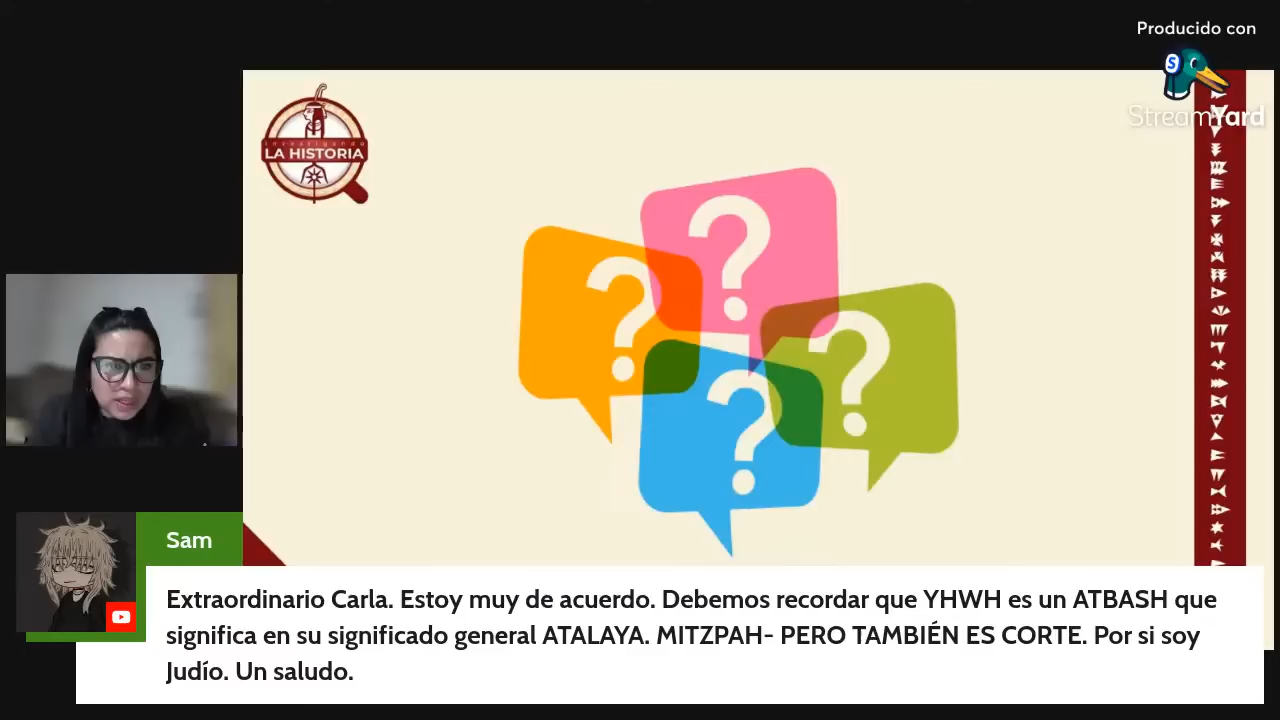 Producido con
StreamYard
Investigando
LA HISTORIA
Sam
Extraordinario Carla. Estoy muy de acuerdo. Debemos recordar que YHWH es un ATBASH que
significa en su significado general ATALAYA. MITZPAH- PERO TAMBIÉN ES CORTE. Por si soy
Judío. Un saludo.